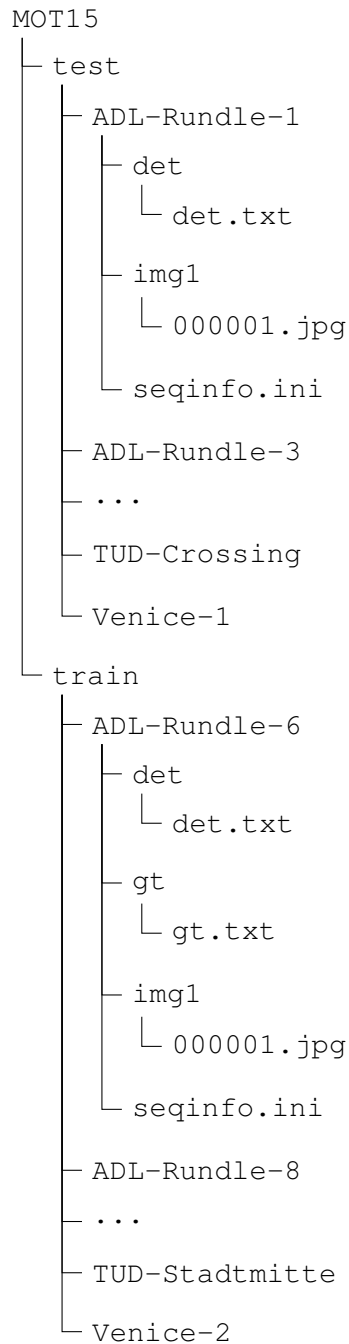 MOT15
test
ADL-Rundle-1
det
det.txt
img1
000001.jpg
seqinfo.ini
ADL-Rundle-3
...
TUD-Crossing
Venice-1
train
ADL-Rundle-6
det
det.txt
gt
gt.txt
img1
000001.jpg
seqinfo.ini
ADL-Rundle-8
...
TUD-Stadtmitte
Venice-2